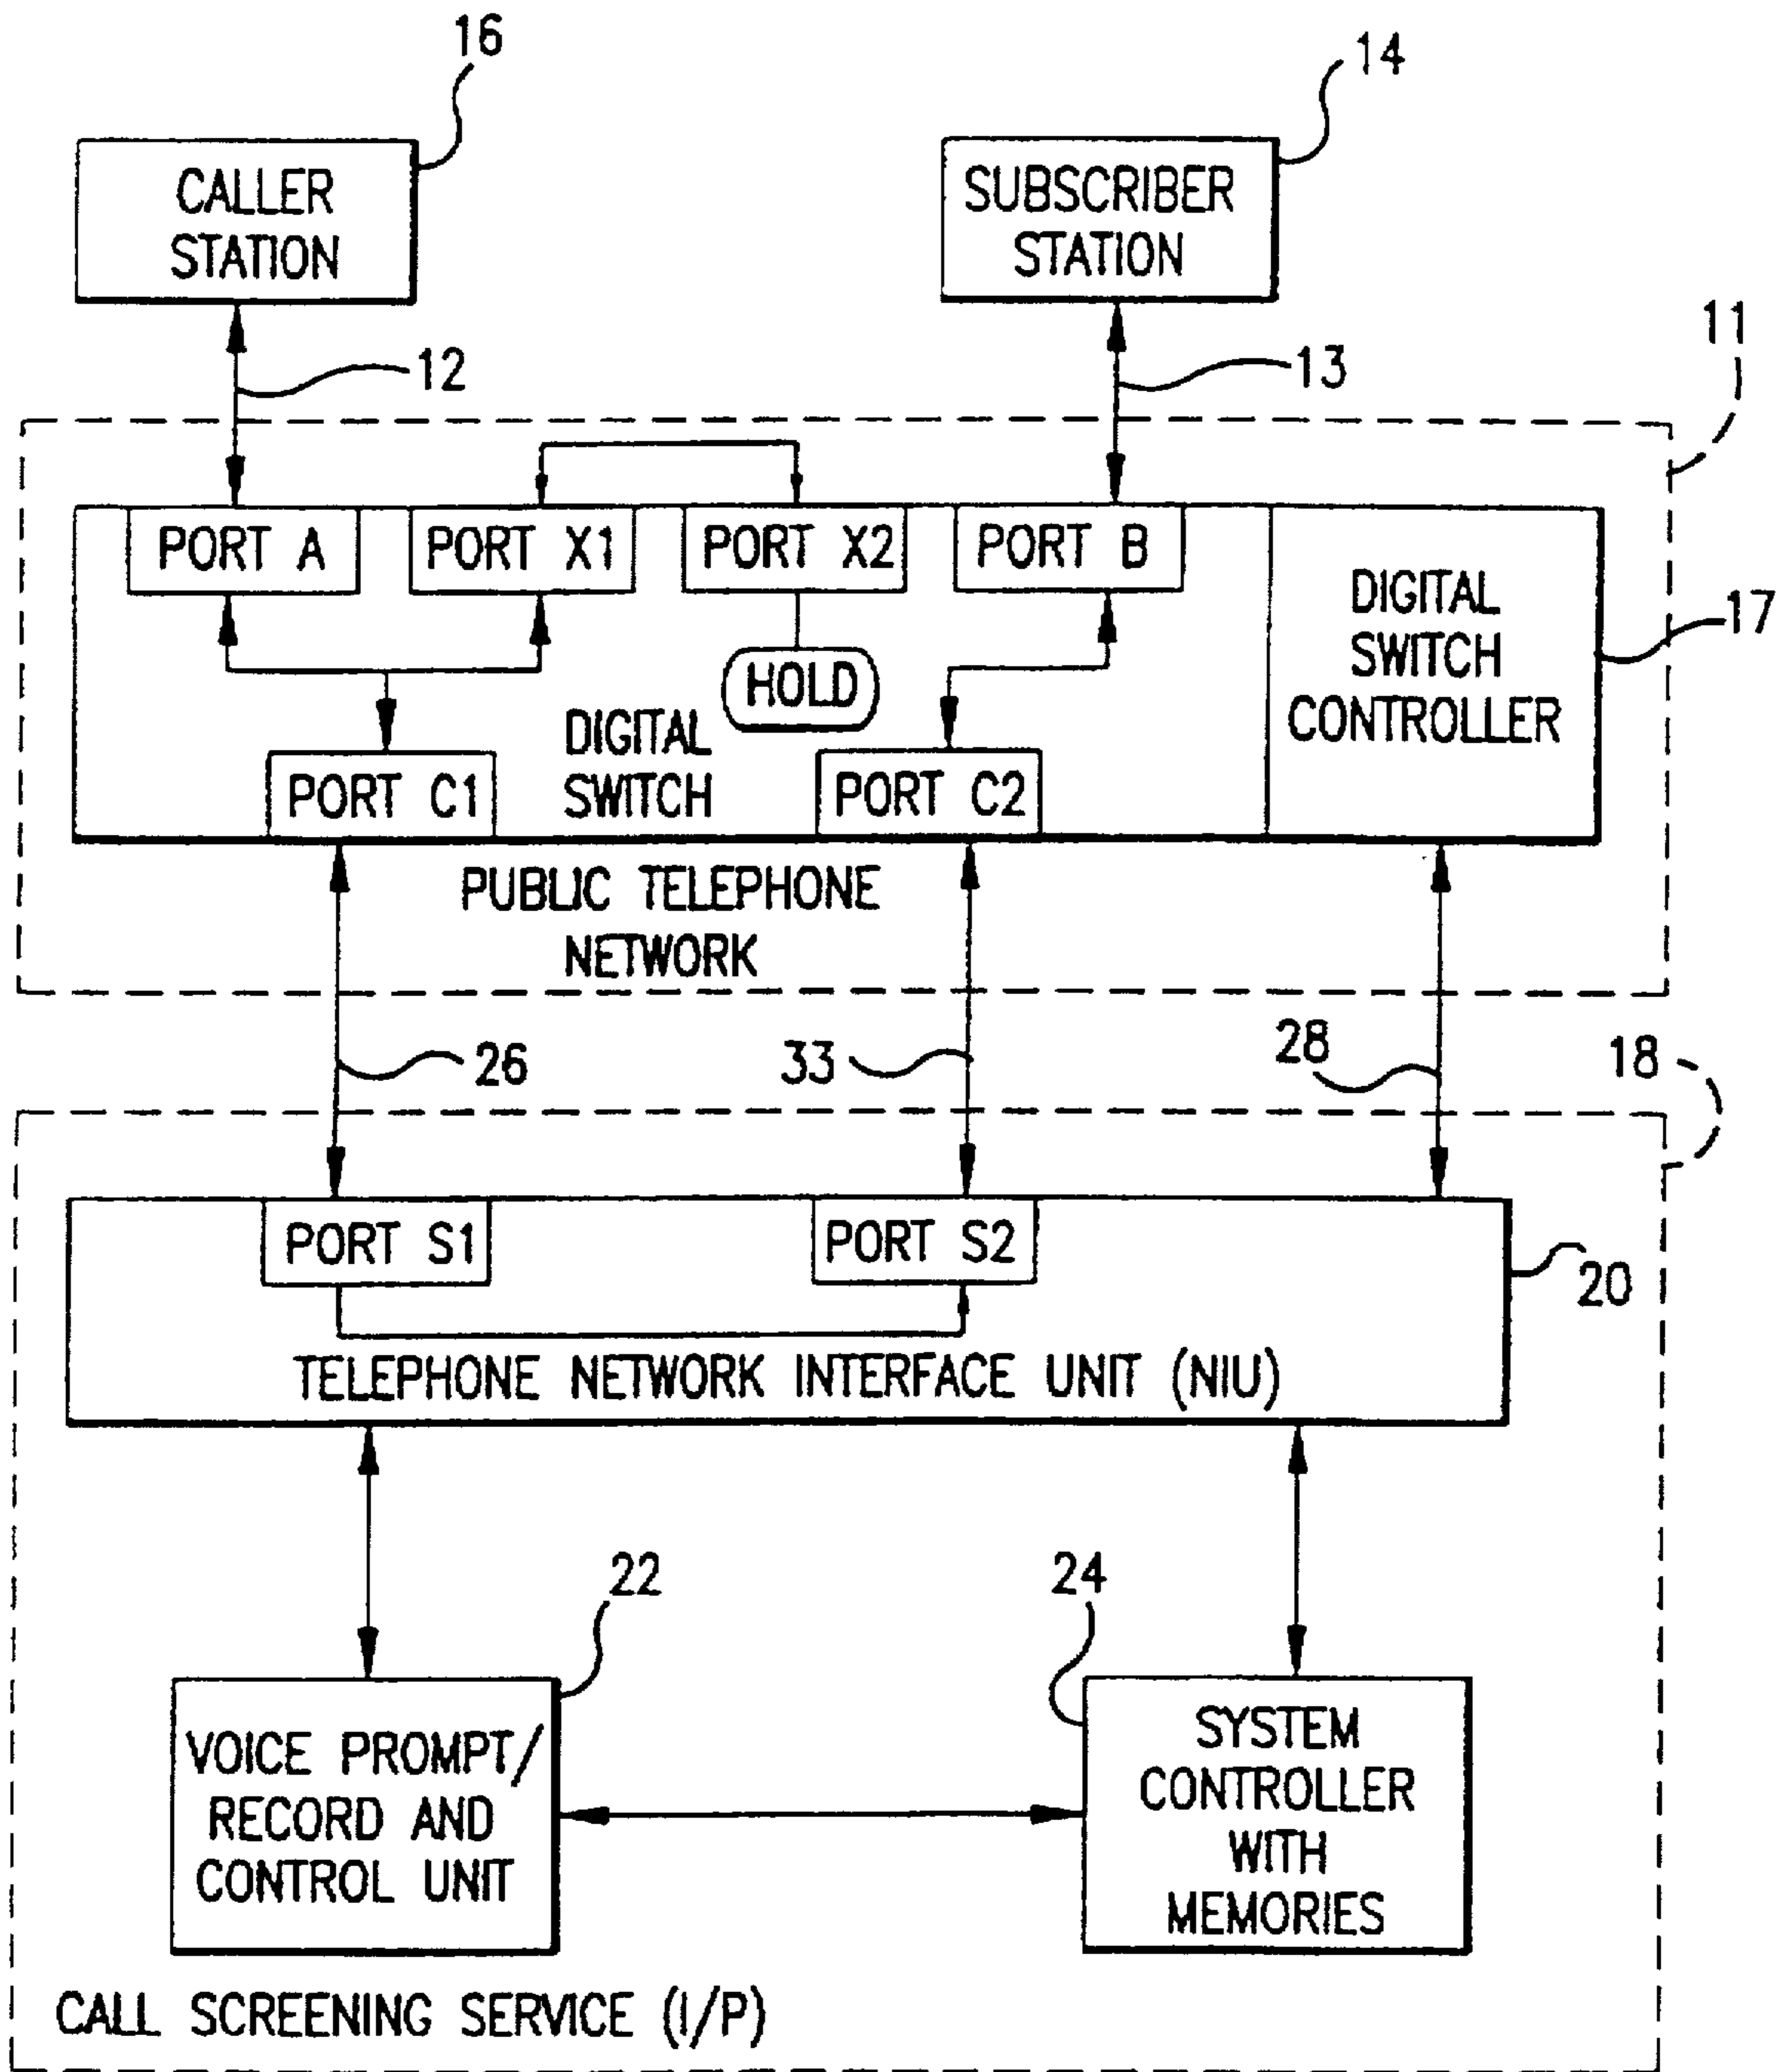 16
14
CALLER
STATION
SUBSCRIBER
STATION
11
12
13
PORT A
PORT X1
PORT X2
PORT B
DIGITAL
SWITCH
CONTROLLER
17
HOLD
DIGITAL
SWITCH
PORT C1
PORT C2
PUBLIC TELEPHONE
NETWORK
26
33
28
18
PORT S1
PORT S2
20
TELEPHONE NETWORK INTERFACE UNIT (NIU)
22
24
VOICE PROMPT/
RECORD AND
CONTROL UNIT
SYSTEM
CONTROLLER
WITH
MEMORIES
CALL SCREENING SERVICE (I/P)